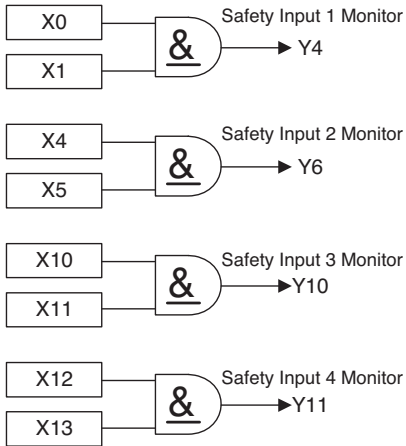 X0
Safety Input 1 Monitor
&
Y4
X1
X4
Safety Input 2 Monitor
&
Y6
X5
X10
Safety Input 3 Monitor
&
Y10
X11
X12
Safety Input 4 Monitor
&
Y11
X13